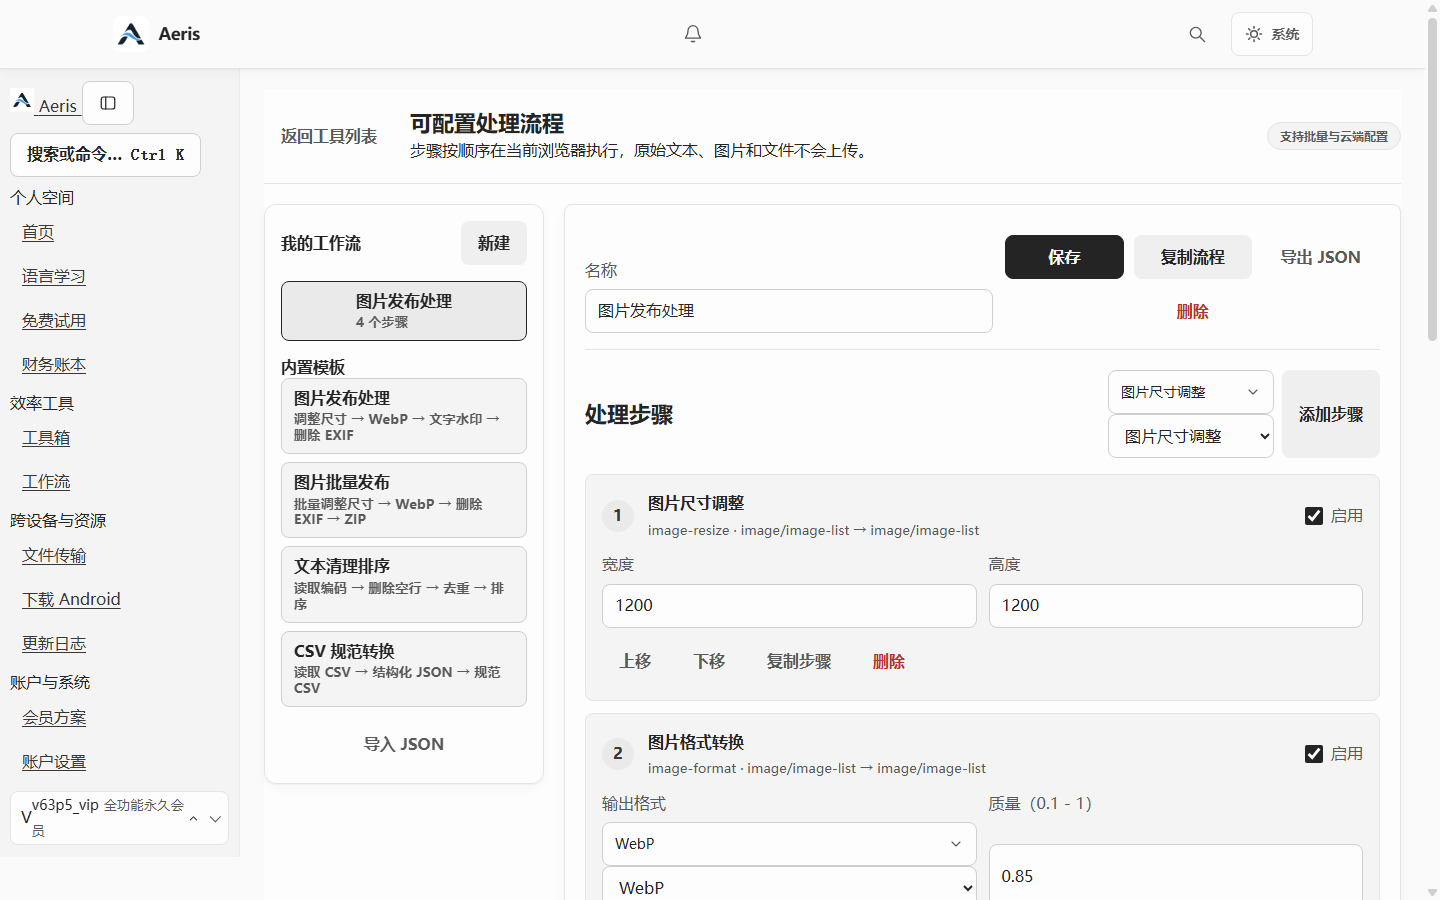 Aeris
系统
Aeris
搜索或命令... Ctrl K
个人空间
首页
语言学习
免费试用
财务账本
效率工具
工具箱
工作流
跨设备与资源
文件传输
下载 Android
更新日志
账户与系统
会员方案
账户设置
V
v63p5_vip 全功能永久会
员
返回工具列表
可配置处理流程
步骤按顺序在当前浏览器执行，原始文本、图片和文件不会上传。
支持批量与云端配置
我的工作流
新建
图片发布处理
4 个步骤
内置模板
图片发布处理
调整尺寸 → WebP → 文字水印 →
删除 EXIF
图片批量发布
批量调整尺寸 → WebP → 删除
EXIF → ZIP
文本清理排序
读取编码 → 删除空行 → 去重 → 排
序
CSV 规范转换
读取 CSV → 结构化 JSON → 规范
CSV
导入 JSON
名称
图片发布处理
保存
复制流程
导出 JSON
删除
处理步骤
图片尺寸调整
图片尺寸调整
添加步骤
1
图片尺寸调整
image-resize · image/image-list → image/image-list
启用
宽度
1200
高度
1200
上移
下移
复制步骤
删除
2
图片格式转换
image-format · image/image-list → image/image-list
启用
输出格式
WebP
WebP
质量（0.1 - 1）
0.85